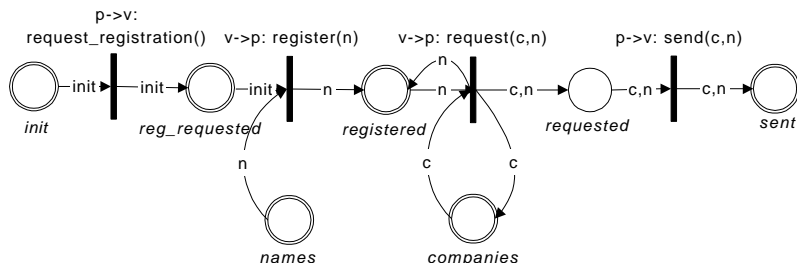 p->v:
request_registration()
v->p: register(n)
v->p: request(c,n)
p->v: send(c,n)
init
init
init
n
n
n
c,n
c,n
c,n
init
reg_requested
registered
requested
sent
n
c
c
names
companies